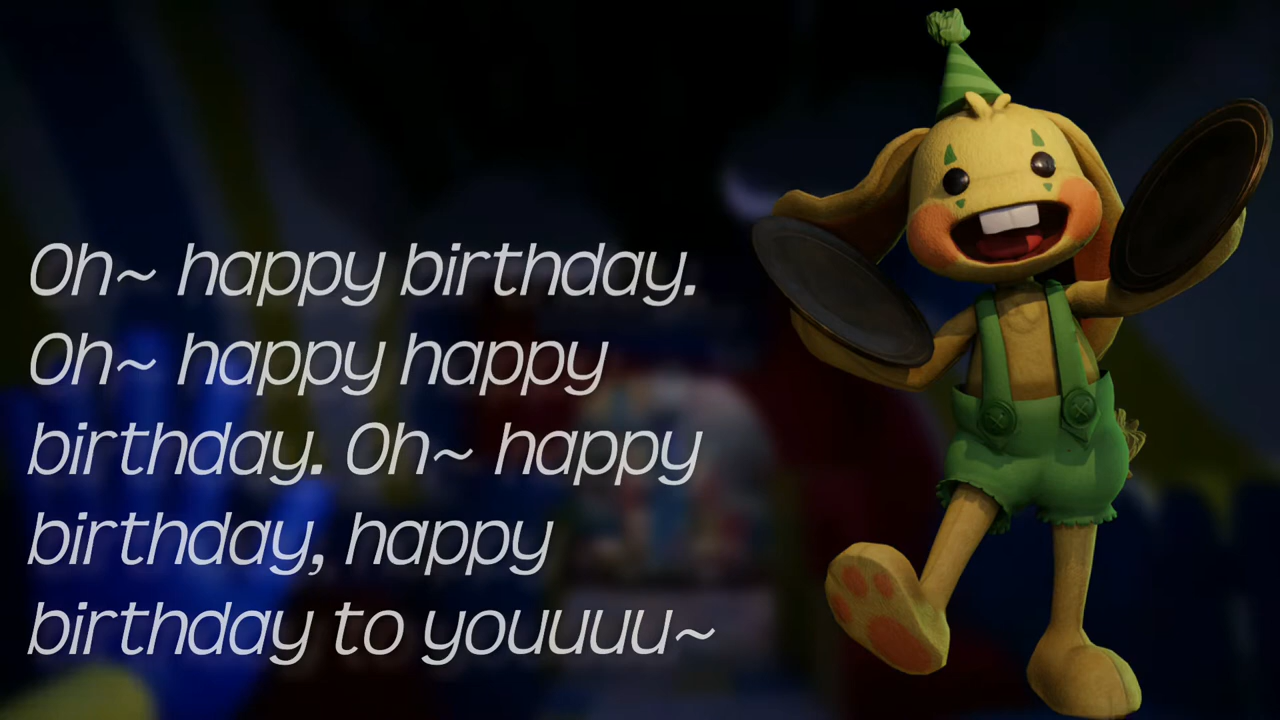 Oh~ happy birthday.
Oh~ happy happy
birthday. Oh~ happy
birthday, happy
birthday to youuuu~